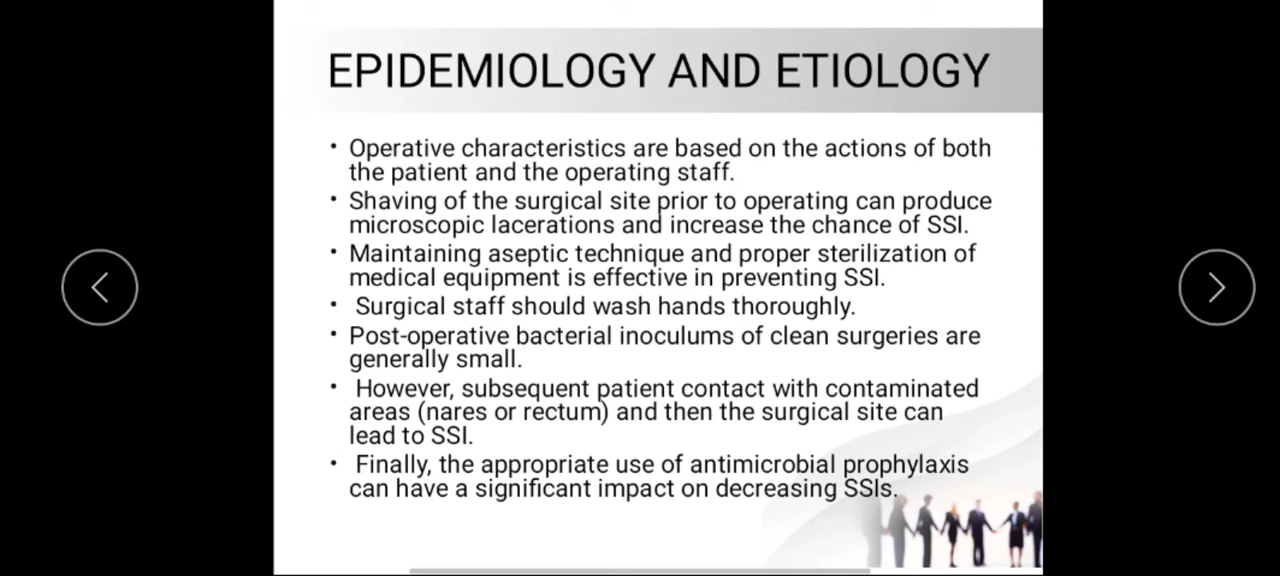 EPIDEMIOLOGY AND ETIOLOGY
• Operative characteristics are based on the actions of both
the patient and the operating staff.
• Shaving of the surgical site prior to operating can produce
microscopic lacerations and increase the chance of SSI.
• Maintaining aseptic technique and proper sterilization of
medical equipment is effective in preventing SSI.
• Surgical staff should wash hands thoroughly.
• Post-operative bacterial inoculums of clean surgeries are
generally small.
• However, subsequent patient contact with contaminated
areas (nares or rectum) and then the surgical site can
lead to SSI.
• Finally, the appropriate use of antimicrobial prophylaxis
can have a significant impact on decreasing SSIs.